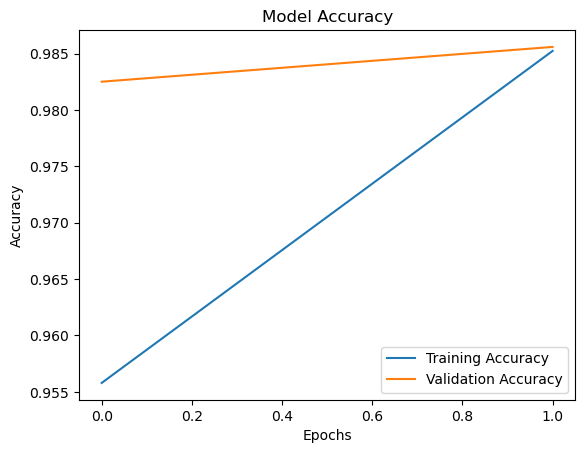 Model Accuracy
0.985
0.980
0.975
0.970
0.965
0.960
0.955
Accuracy
Training Accuracy
Validation Accuracy
0.0 0.2 0.4 0.6 0.8 1.0
Epochs